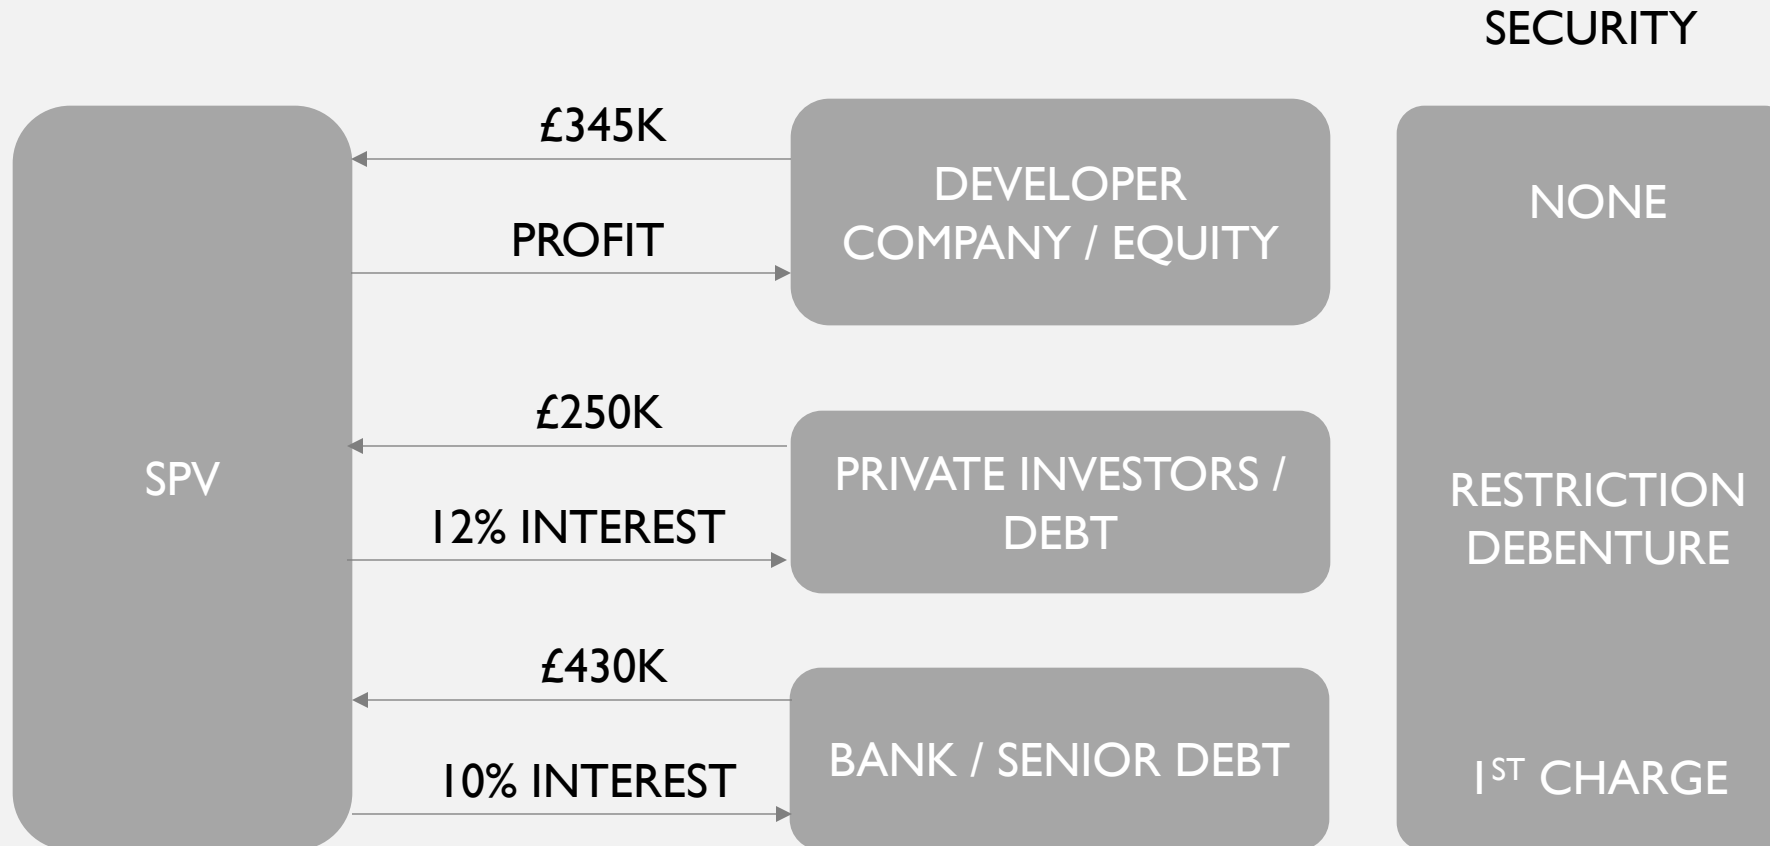 SECURITY
£345K
PROFIT
DEVELOPER
COMPANY / EQUITY
NONE
SPV
£250K
12% INTEREST
PRIVATE INVESTORS /
DEBT
RESTRICTION
DEBENTURE
£430K
10% INTEREST
BANK / SENIOR DEBT
1ST CHARGE